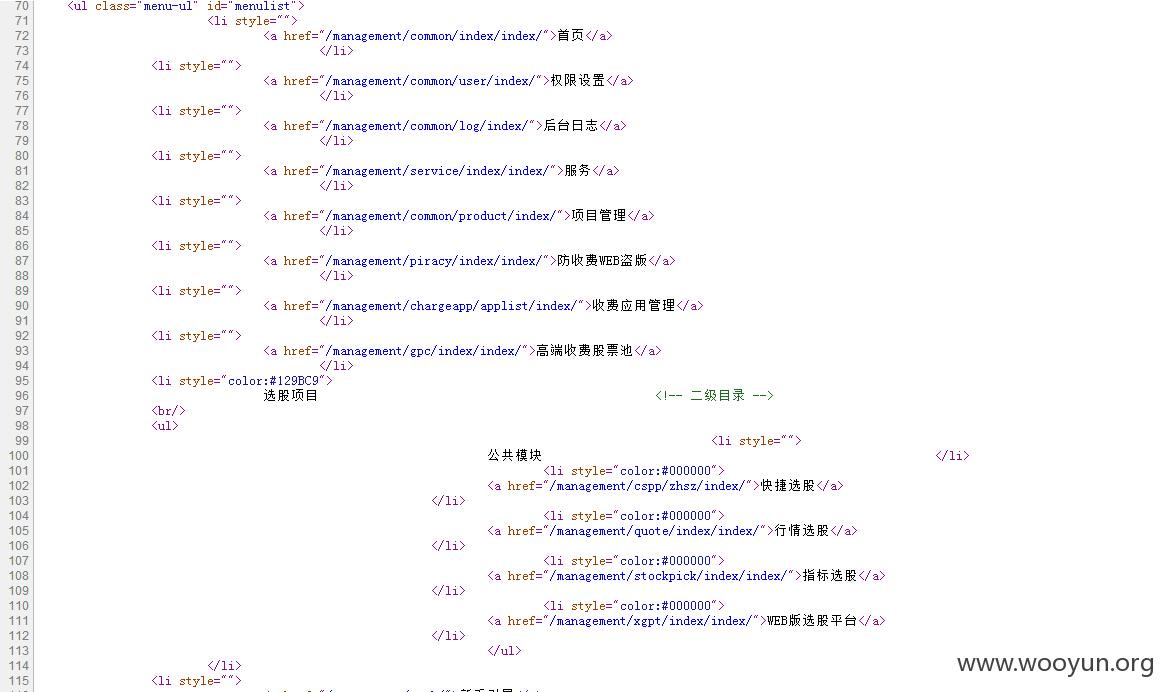 70 <ul class="menu-ul" id="menulist">
71 <li style="">
72 <a href="/management/common/index/index/">首页</a>
73 </li>
74 <li style="">
75 <a href="/management/common/user/index/">权限设置</a>
76 </li>
77 <li style="">
78 <a href="/management/common/log/index/">后台日志</a>
79 </li>
80 <li style="">
81 <a href="/management/service/index/index/">服务</a>
82 </li>
83 <li style="">
84 <a href="/management/common/product/index/">项目管理</a>
85 </li>
86 <li style="">
87 <a href="/management/piracy/index/index/">防收费WEB盗版</a>
88 </li>
89 <li style="">
90 <a href="/management/chargeapp/applist/index/">收费应用管理</a>
91 </li>
92 <li style="">
93 <a href="/management/gpc/index/index/">高端收费股票池</a>
94 </li>
95 <li style="color:#129BC9">
96 选股项目 <!-- 二级目录 -->
97 <br/>
98 <ul>
99 <li style="">
100 公共模块 </li>
101 <li style="color:#000000">
102 <a href="/management/cspp/zhsz/index/">快捷选股</a>
103 </li>
104 <li style="color:#000000">
105 <a href="/management/quote/index/index/">行情选股</a>
106 </li>
107 <li style="color:#000000">
108 <a href="/management/stockpick/index/index/">指标选股</a>
109 </li>
110 <li style="color:#000000">
111 <a href="/management/xgpt/index/index/">WEB版选股平台</a>
112 </li>
113 </ul>
114 </li>
115 <li style="">
www.wooyun.org